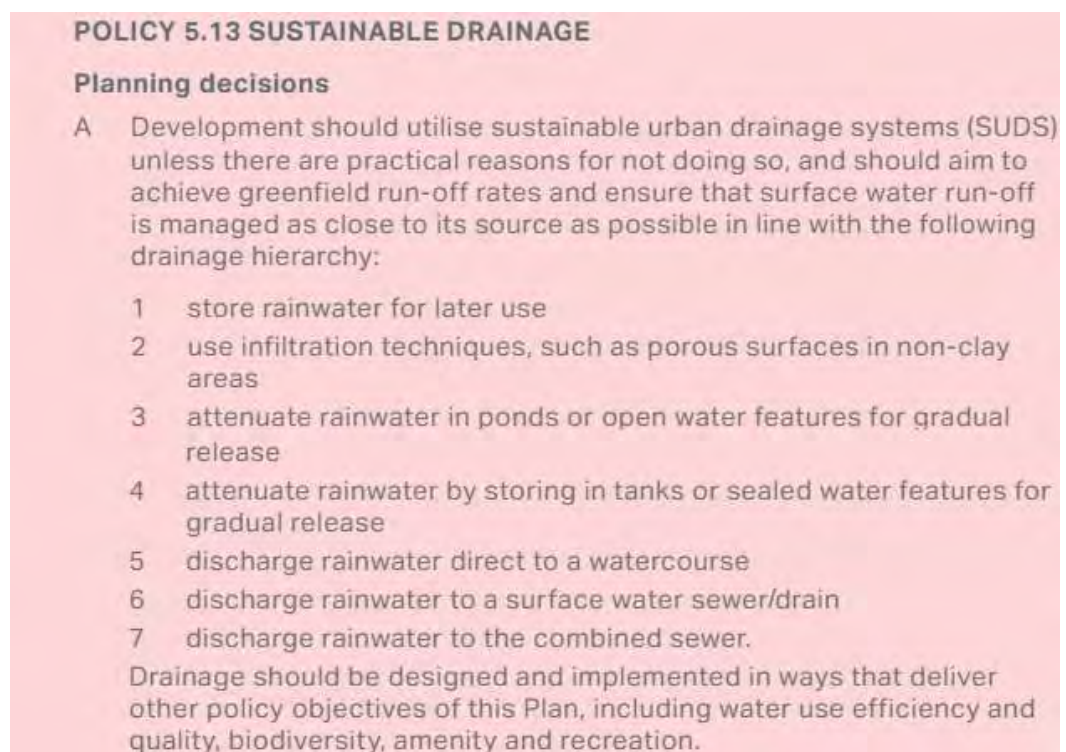 POLICY 5.13 SUSTAINABLE DRAINAGE
Planning decisions
A Development should utilise sustainable urban drainage systems (SUDS)
unless there are practical reasons for not doing so, and should aim to
achieve greenfield run-off rates and ensure that surface water run-off
is managed as close to its source as possible in line with the following
drainage hierarchy:
1 store rainwater for later use
2 use infiltration techniques, such as porous surfaces in non-clay
areas
3 attenuate rainwater in ponds or open water features for gradual
release
4 attenuate rainwater by storing in tanks or sealed water features for
gradual release
5 discharge rainwater direct to a watercourse
6 discharge rainwater to a surface water sewer/drain
7 discharge rainwater to the combined sewer.
Drainage should be designed and implemented in ways that deliver
other policy objectives of this Plan, including water use efficiency and
quality, biodiversity, amenity and recreation.